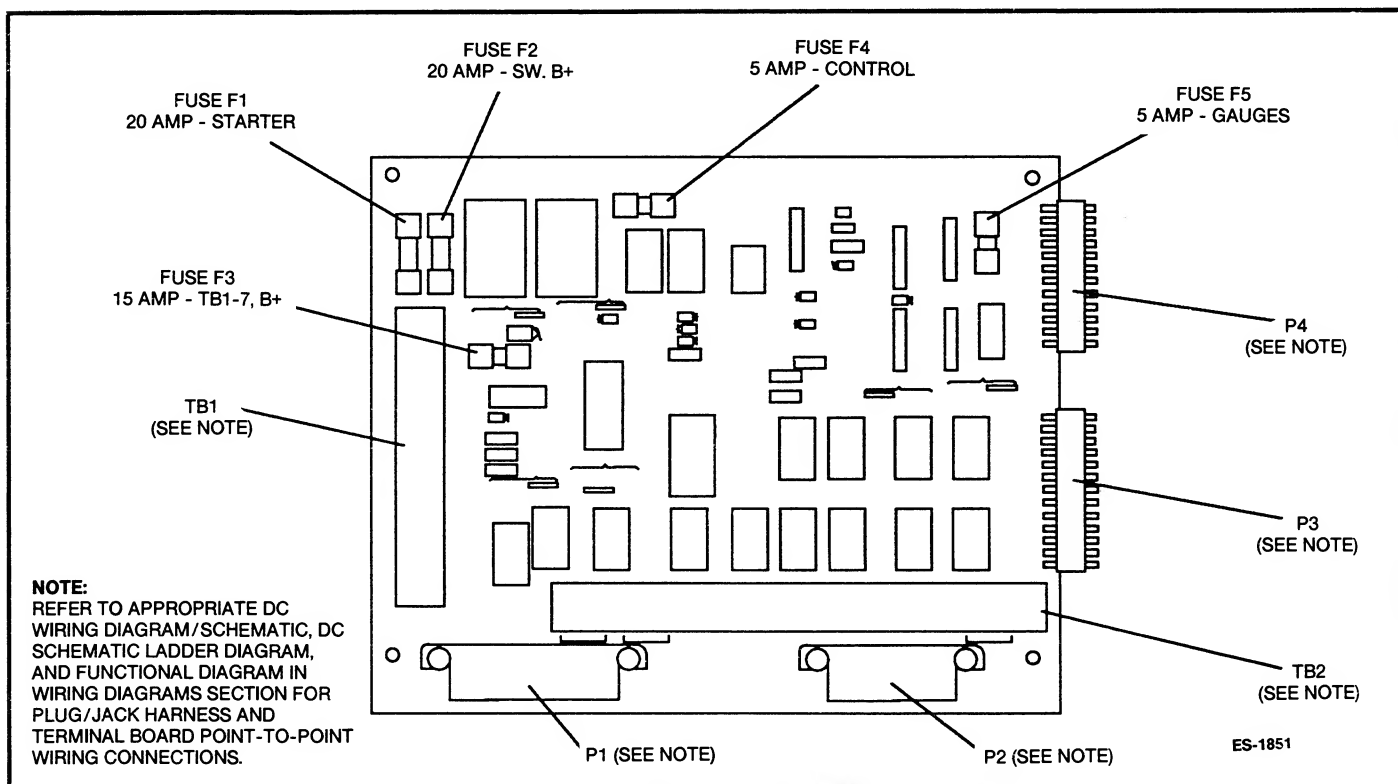 FUSE F2
20 AMP - SW. B+
FUSE F4
5 AMP - CONTROL
FUSE F1
20 AMP - STARTER
FUSE F5
5 AMP - GAUGES
FUSE F3
15 AMP - TB1-7, B+
P4
(SEE NOTE)
TB1
(SEE NOTE)
P3
(SEE NOTE)
NOTE:
REFER TO APPROPRIATE DC
WIRING DIAGRAM/SCHEMATIC, DC
SCHEMATIC LADDER DIAGRAM,
AND FUNCTIONAL DIAGRAM IN
WIRING DIAGRAMS SECTION FOR
PLUG/JACK HARNESS AND
TERMINAL BOARD POINT-TO-POINT
WIRING CONNECTIONS.
TB2
(SEE NOTE)
P1 (SEE NOTE)
P2 (SEE NOTE)
ES-1851